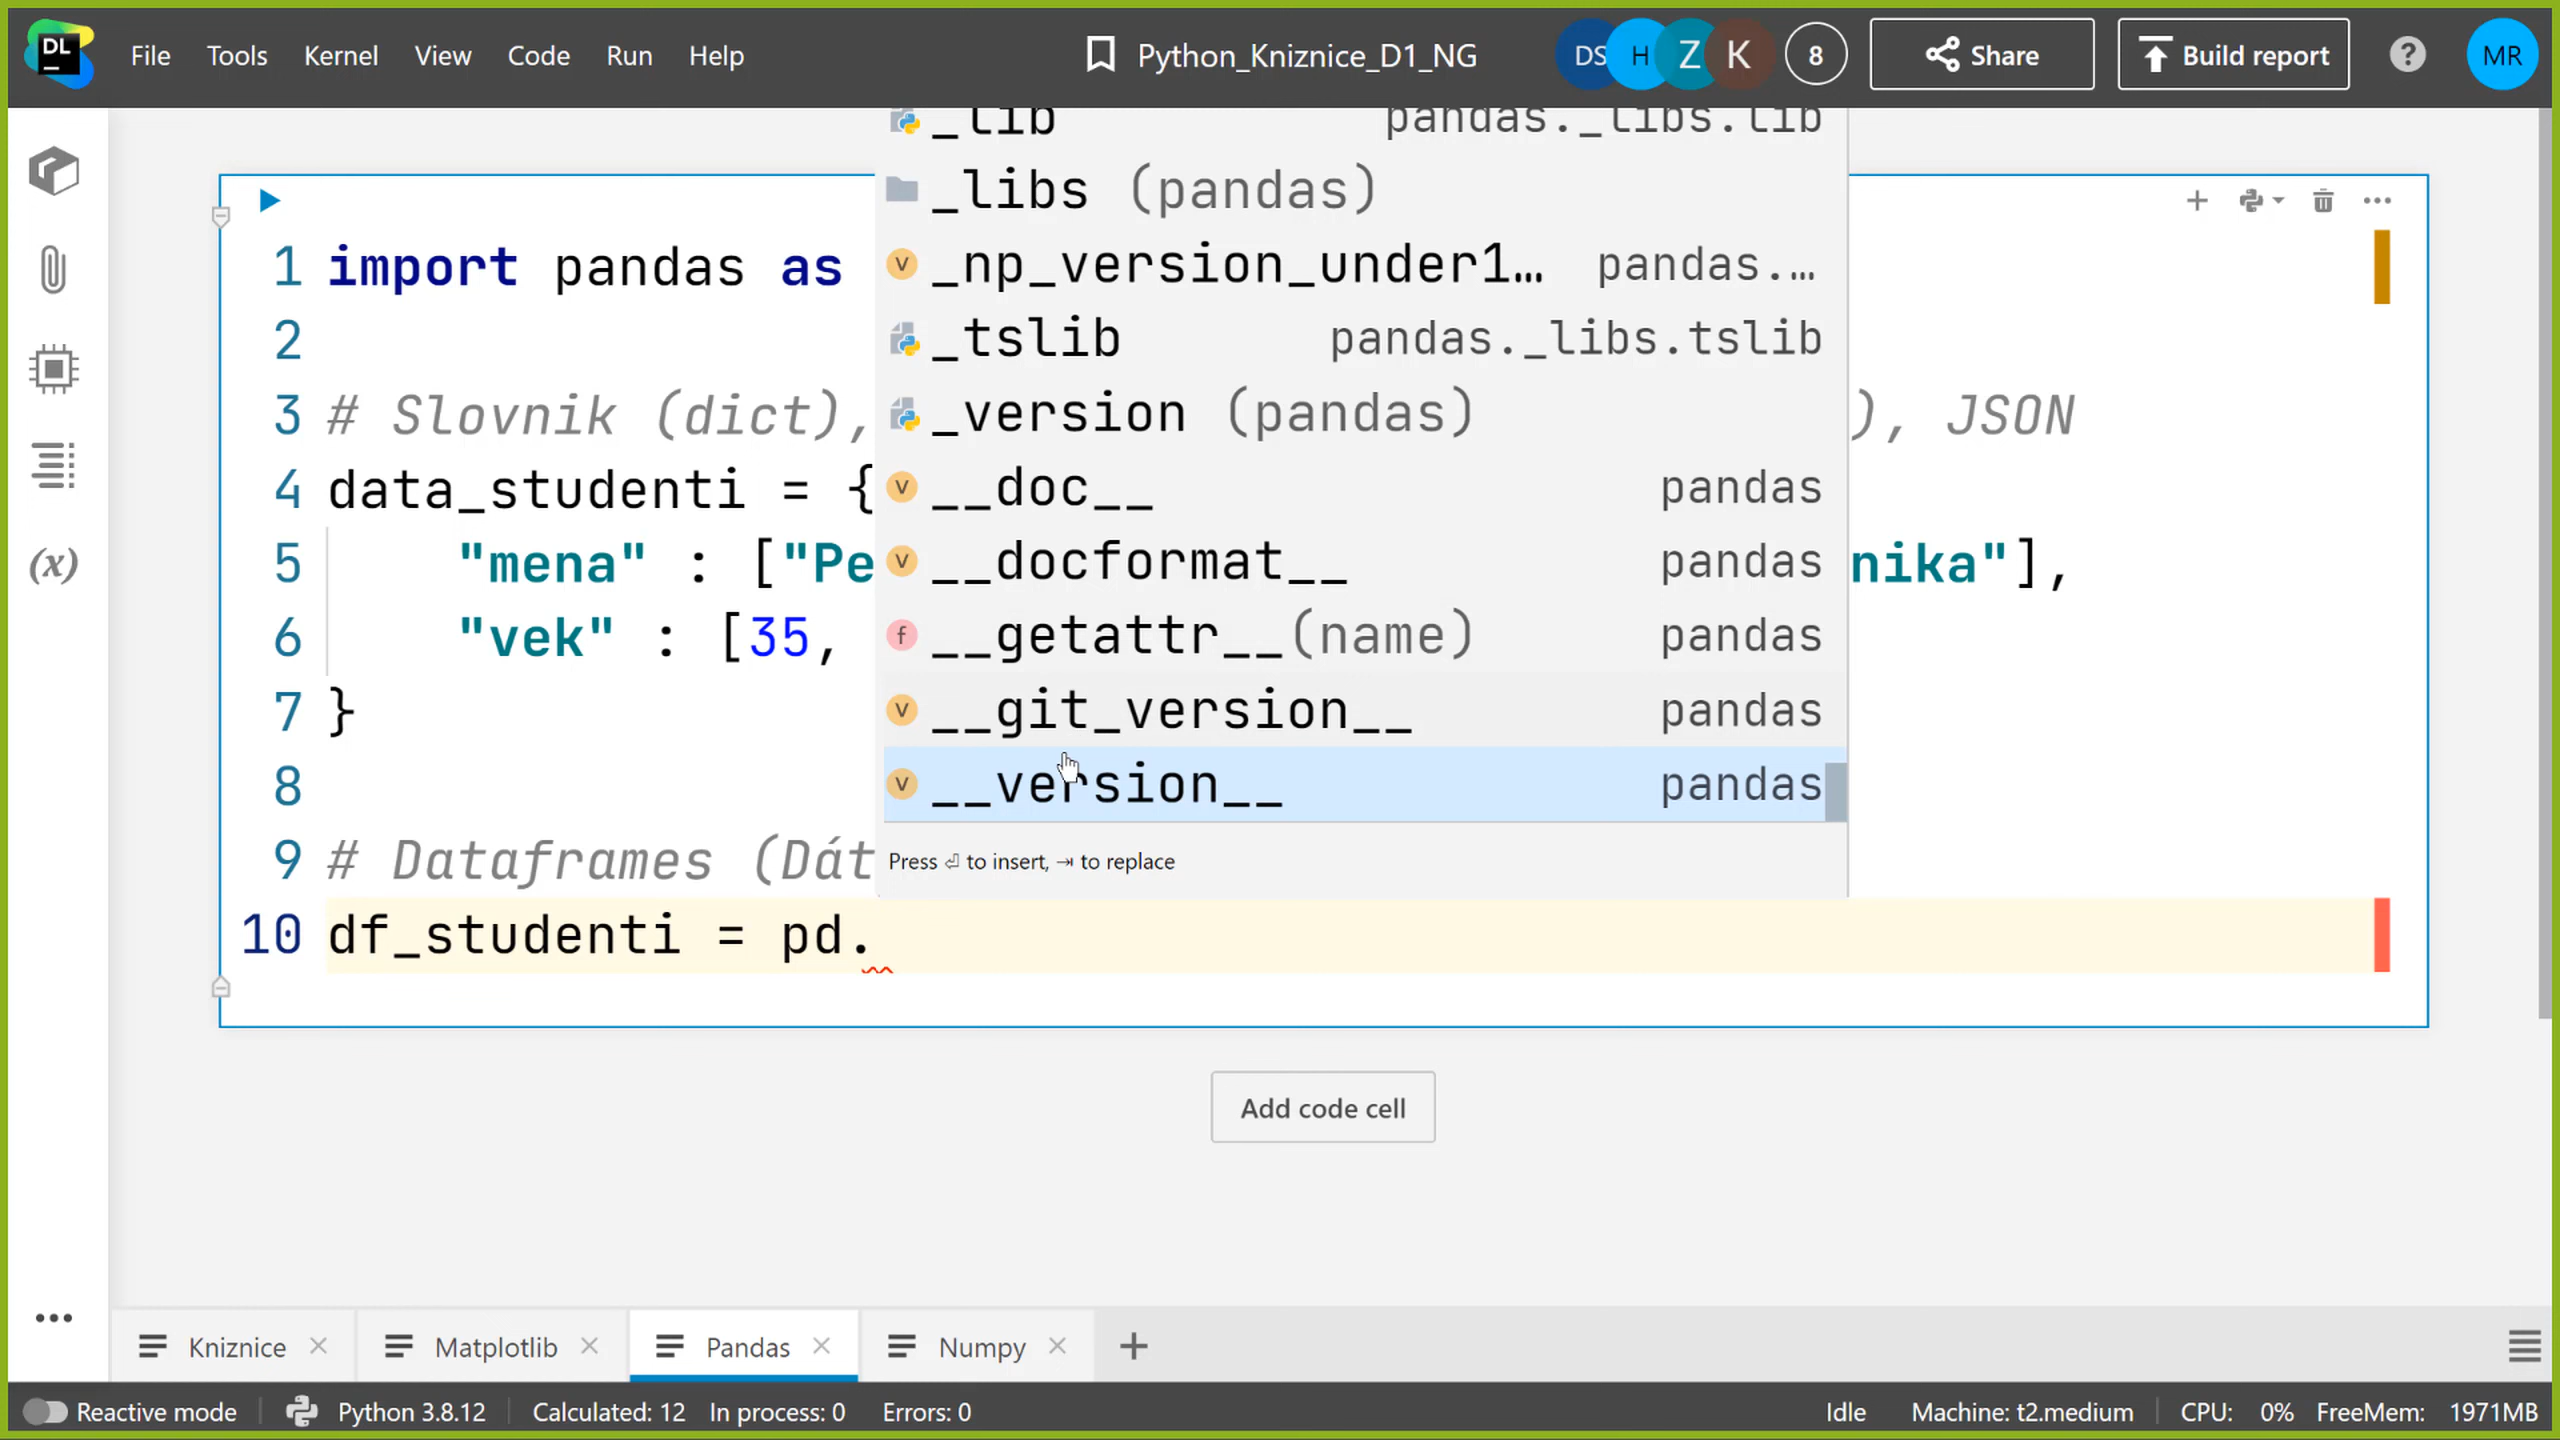 DL
File Tools Kernel View Code Run Help
Python_Kniznice_D1_NG
DS H Z K 8
Share
Build report
?
MR
_lib pandas._libs.lib
_libs (pandas)
_np_version_under1… pandas.…
_tslib pandas._libs.tslib
_version (pandas)
v __doc__ pandas
v __docformat__ pandas
f __getattr__(name) pandas
v __git_version__ pandas
v __version__ pandas
Press ⏎ to insert, ⇥ to replace
(x)
1 import pandas as
2
3 # Slovnik (dict), ), JSON
4 data_studenti = {
5 "mena" : ["Pe nika"],
6 "vek" : [35,
7 }
8
9 # Dataframes (Dát
10 df_studenti = pd.
Add code cell
Kniznice Matplotlib Pandas Numpy
Reactive mode Python 3.8.12 Calculated: 12 In process: 0 Errors: 0 Idle Machine: t2.medium CPU: 0% FreeMem: 1971MB